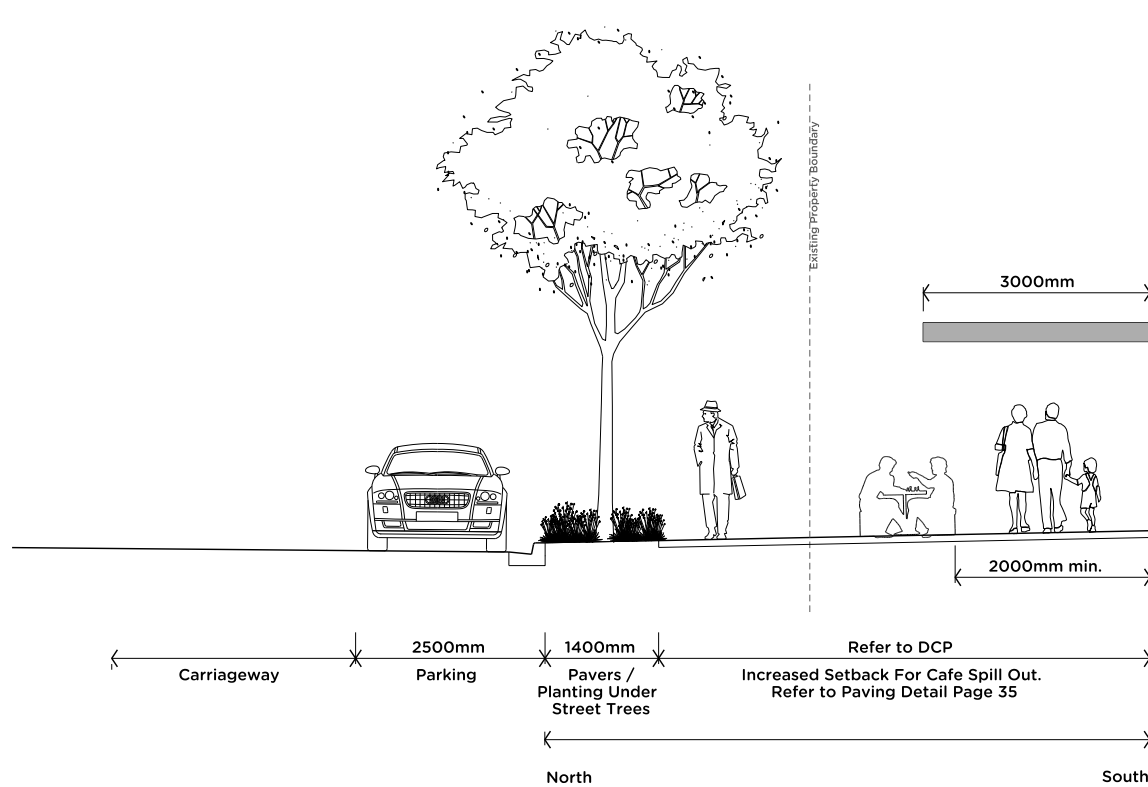 Existing Property Boundary
3000mm
2000mm min.
2500mm
1400mm
Refer to DCP
Carriageway
Parking
Pavers /
Planting Under
Street Trees
Increased Setback For Cafe Spill Out.
Refer to Paving Detail Page 35
North
South